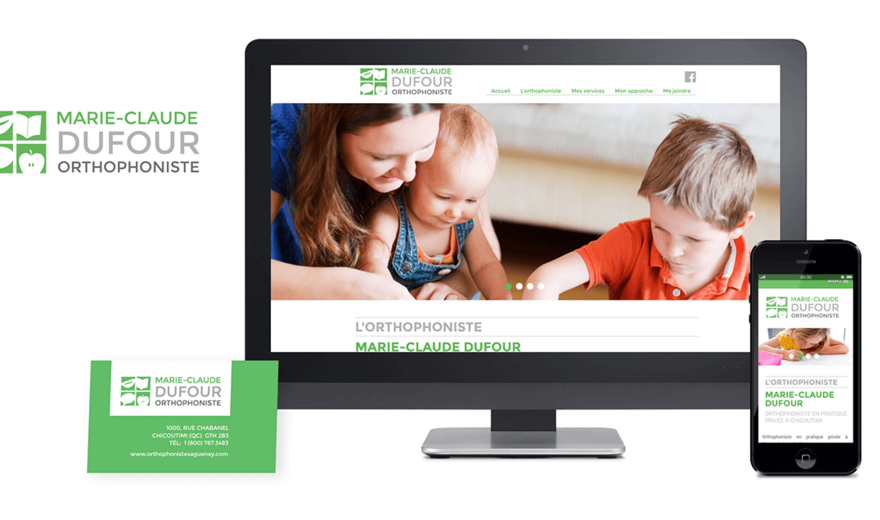 MARIE-CLAUDE
DUFOUR
ORTHOPHONISTE
MARIE-CLAUDE
DUFOUR
ORTHOPHONISTE
Accueil L'orthophoniste Mes services Mon approche Me joindre
L'ORTHOPHONISTE
MARIE-CLAUDE DUFOUR
MARIE-CLAUDE
DUFOUR
ORTHOPHONISTE
1000, RUE CHABANEL
CHICOUTIMI (QC) G7H 2B3
TÉL.: 1 (800) 787.3483
www.orthophonistesaguenay.com
MARIE-CLAUDE
DUFOUR
ORTHOPHONISTE
L'ORTHOPHONISTE
MARIE-CLAUDE
DUFOUR
ORTHOPHONISTE EN PRATIQUE
PRIVÉE À CHICOUTIMI
Orthophoniste en pratique privée à